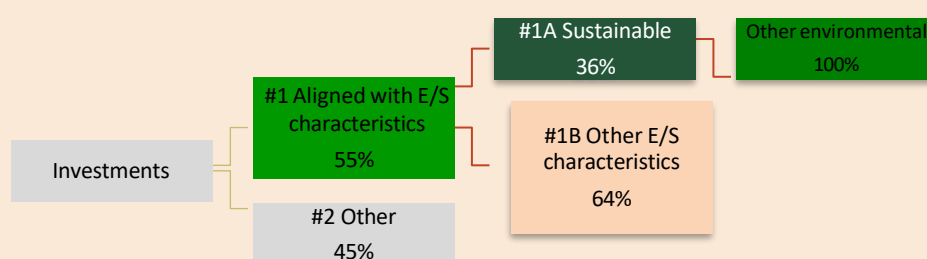 Investments
#1 Aligned with E/S
characteristics
55%
#2 Other
45%
#1A Sustainable
36%
#1B Other E/S
characteristics
64%
Other environmental
100%